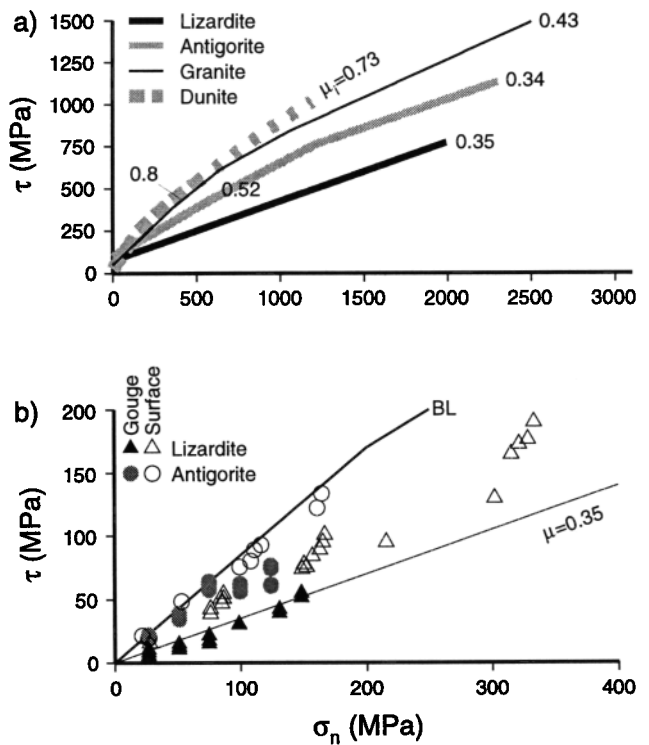 a)
1500
1250
1000
750
500
250
0
τ (MPa)
Lizardite
Antigorite
Granite
Dunite
μi=0.73
0.43
0.34
0.35
0.8
0.52
0 500 1000 1500 2000 2500 3000
b)
Gouge
Surface
Lizardite
Antigorite
BL
μ=0.35
200
150
100
50
0
τ (MPa)
0 100 200 300 400
σn (MPa)